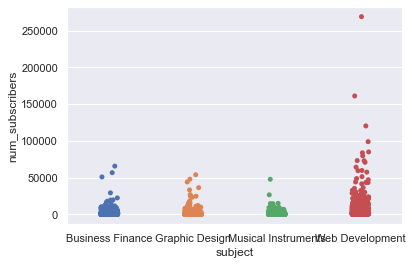 250000
200000
150000
100000
50000
0
num_subscribers
Business Finance Graphic Design Musical Instruments Web Development
subject